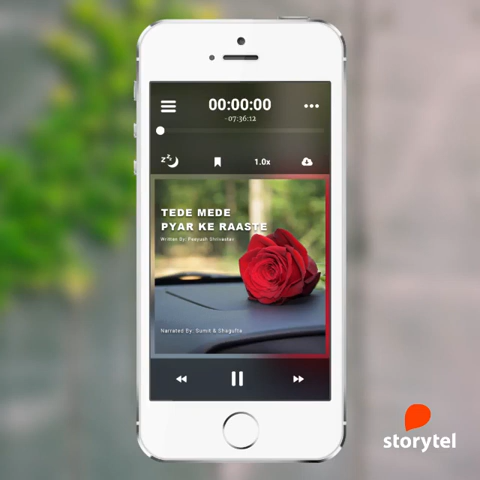 00:00:00
-07:36:12
zzz
1.0x
TEDE MEDE
PYAR KE RAASTE
Written By: Peeyush Shrivastav
Narrated By: Sumit & Shagufta
storytel